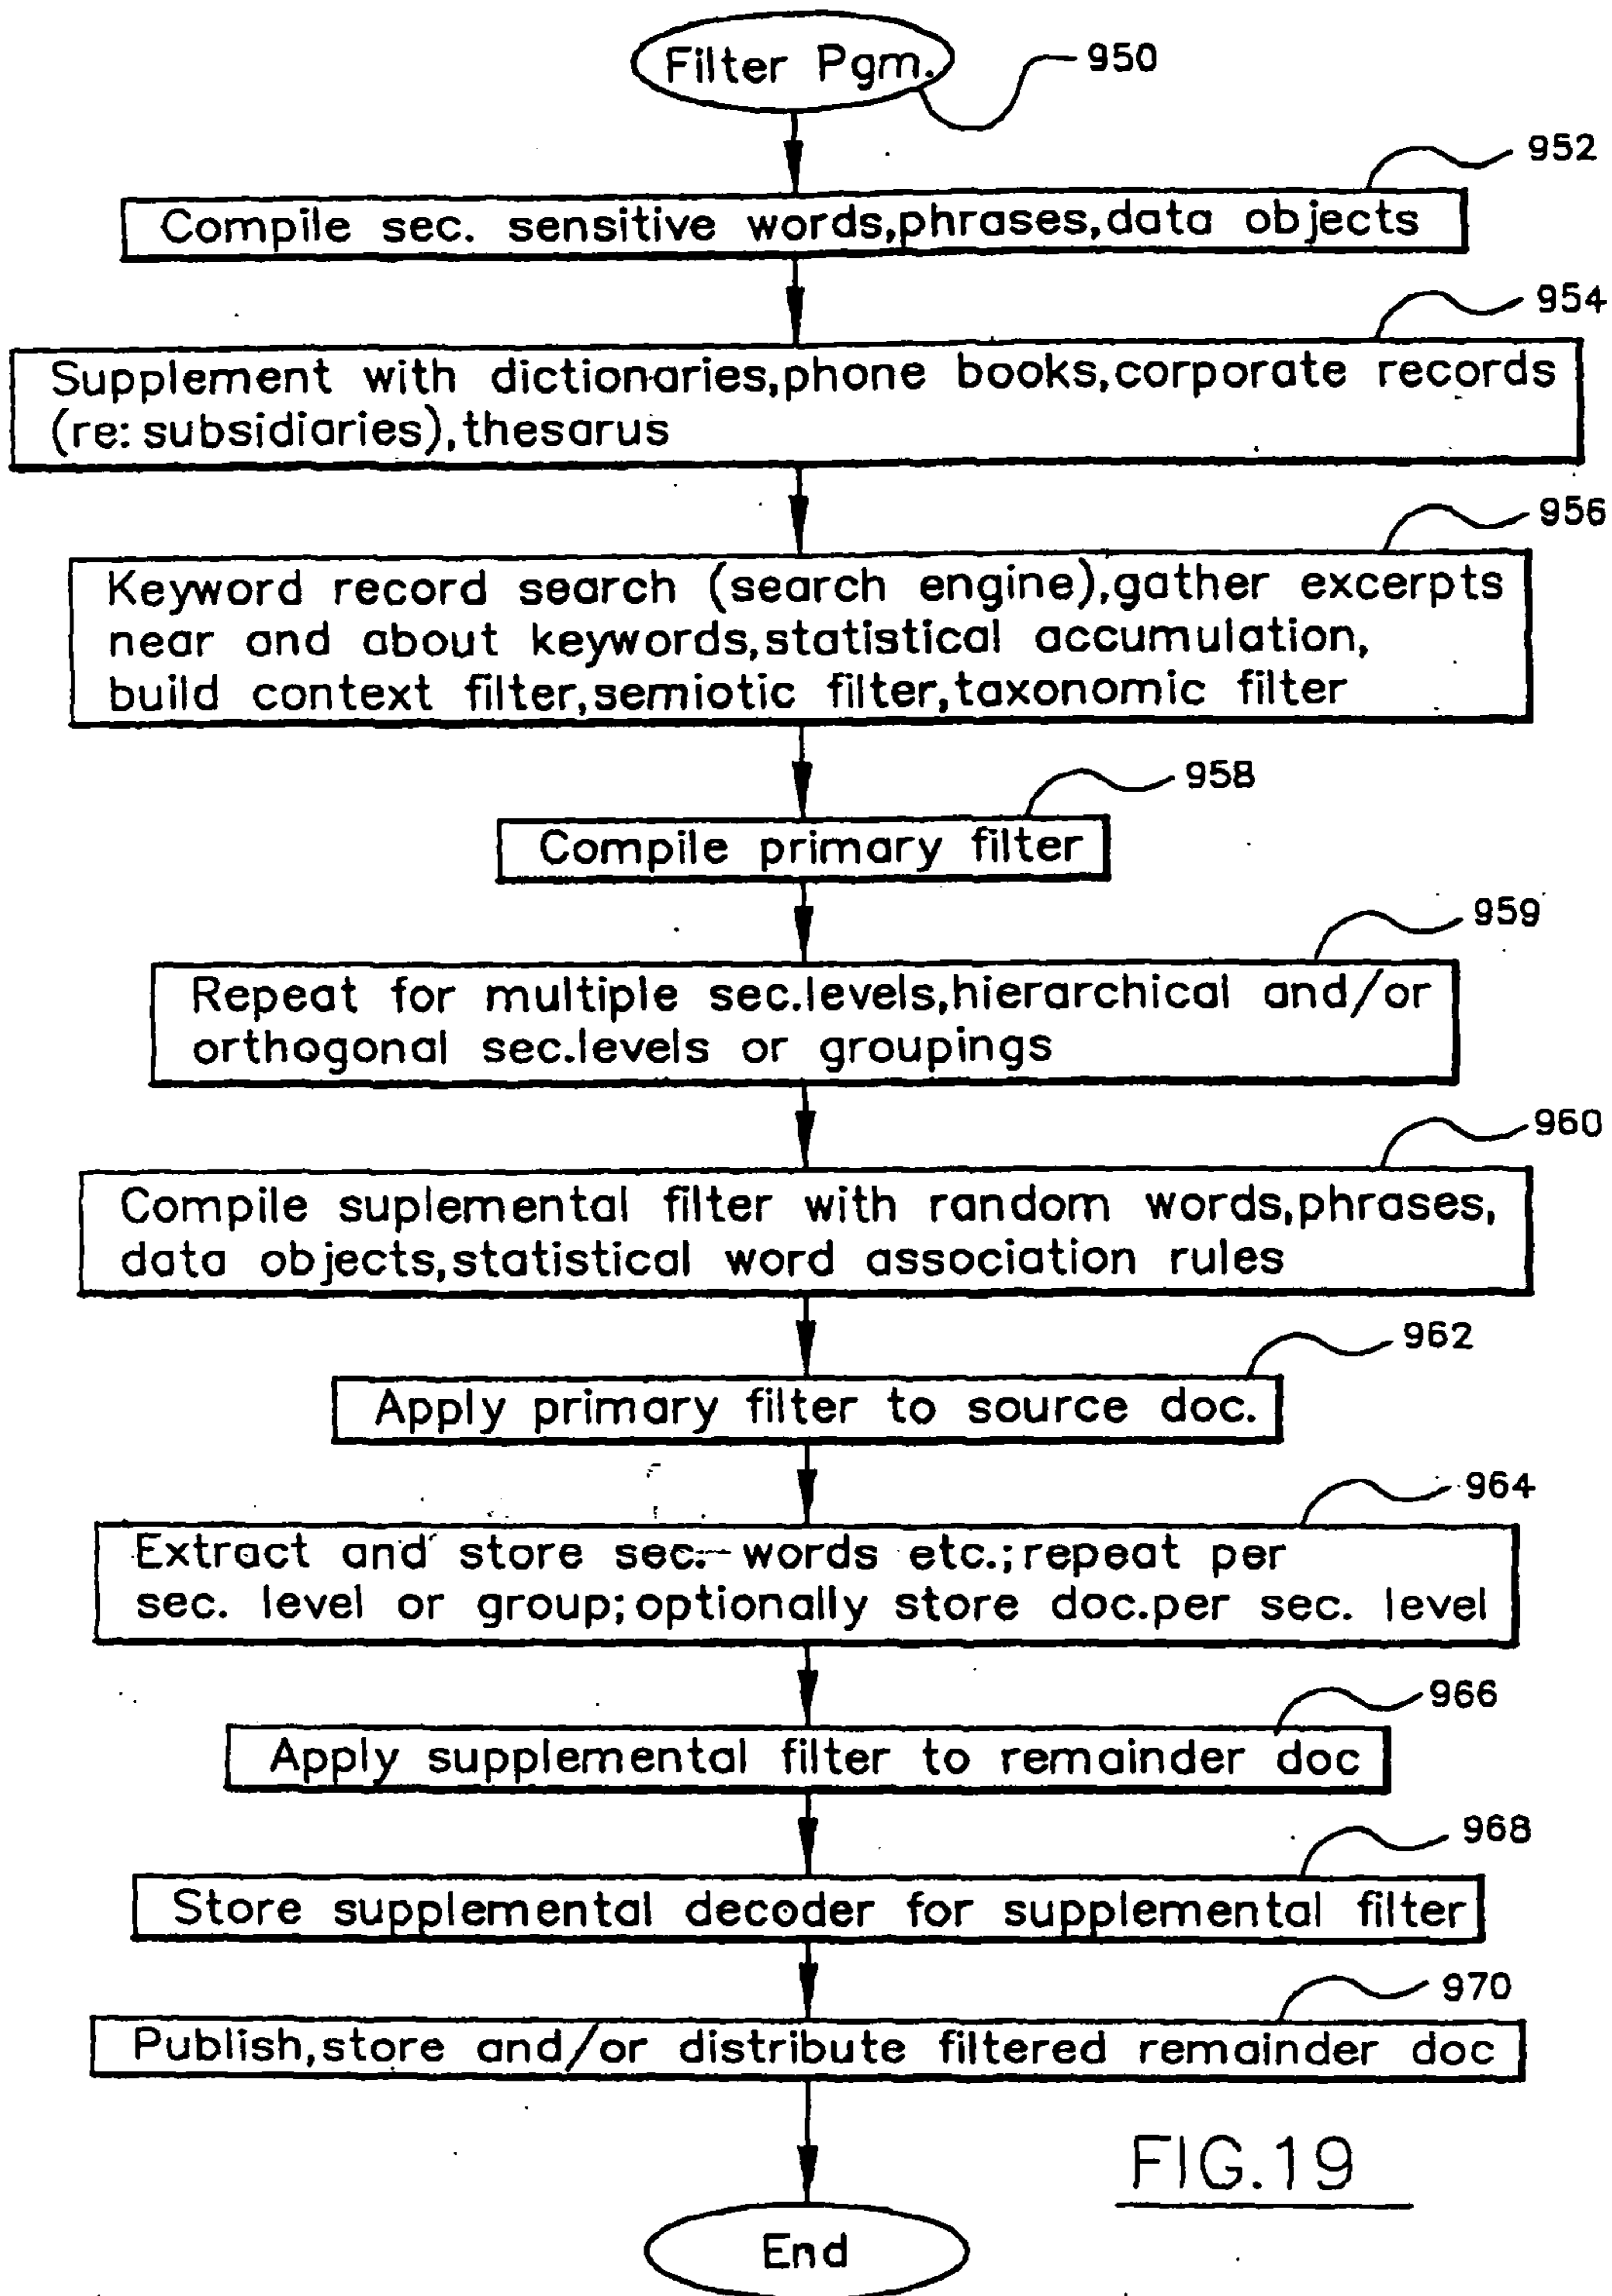 Filter Pgm.
950
952
Compile sec. sensitive words,phrases,data objects
954
Supplement with dictionaries,phone books,corporate records
(re: subsidiaries),thesarus
956
Keyword record search (search engine),gather excerpts
near and about keywords,statistical accumulation,
build context filter,semiotic filter,taxonomic filter
958
Compile primary filter
959
Repeat for multiple sec.levels,hierarchical and/or
orthogonal sec.levels or groupings
960
Compile suplemental filter with random words,phrases,
data objects,statistical word association rules
962
Apply primary filter to source doc.
964
Extract and store sec.-words etc.;repeat per
sec. level or group;optionally store doc.per sec. level
966
Apply supplemental filter to remainder doc
968
Store supplemental decoder for supplemental filter
970
Publish,store and/or distribute filtered remainder doc
FIG.19
End